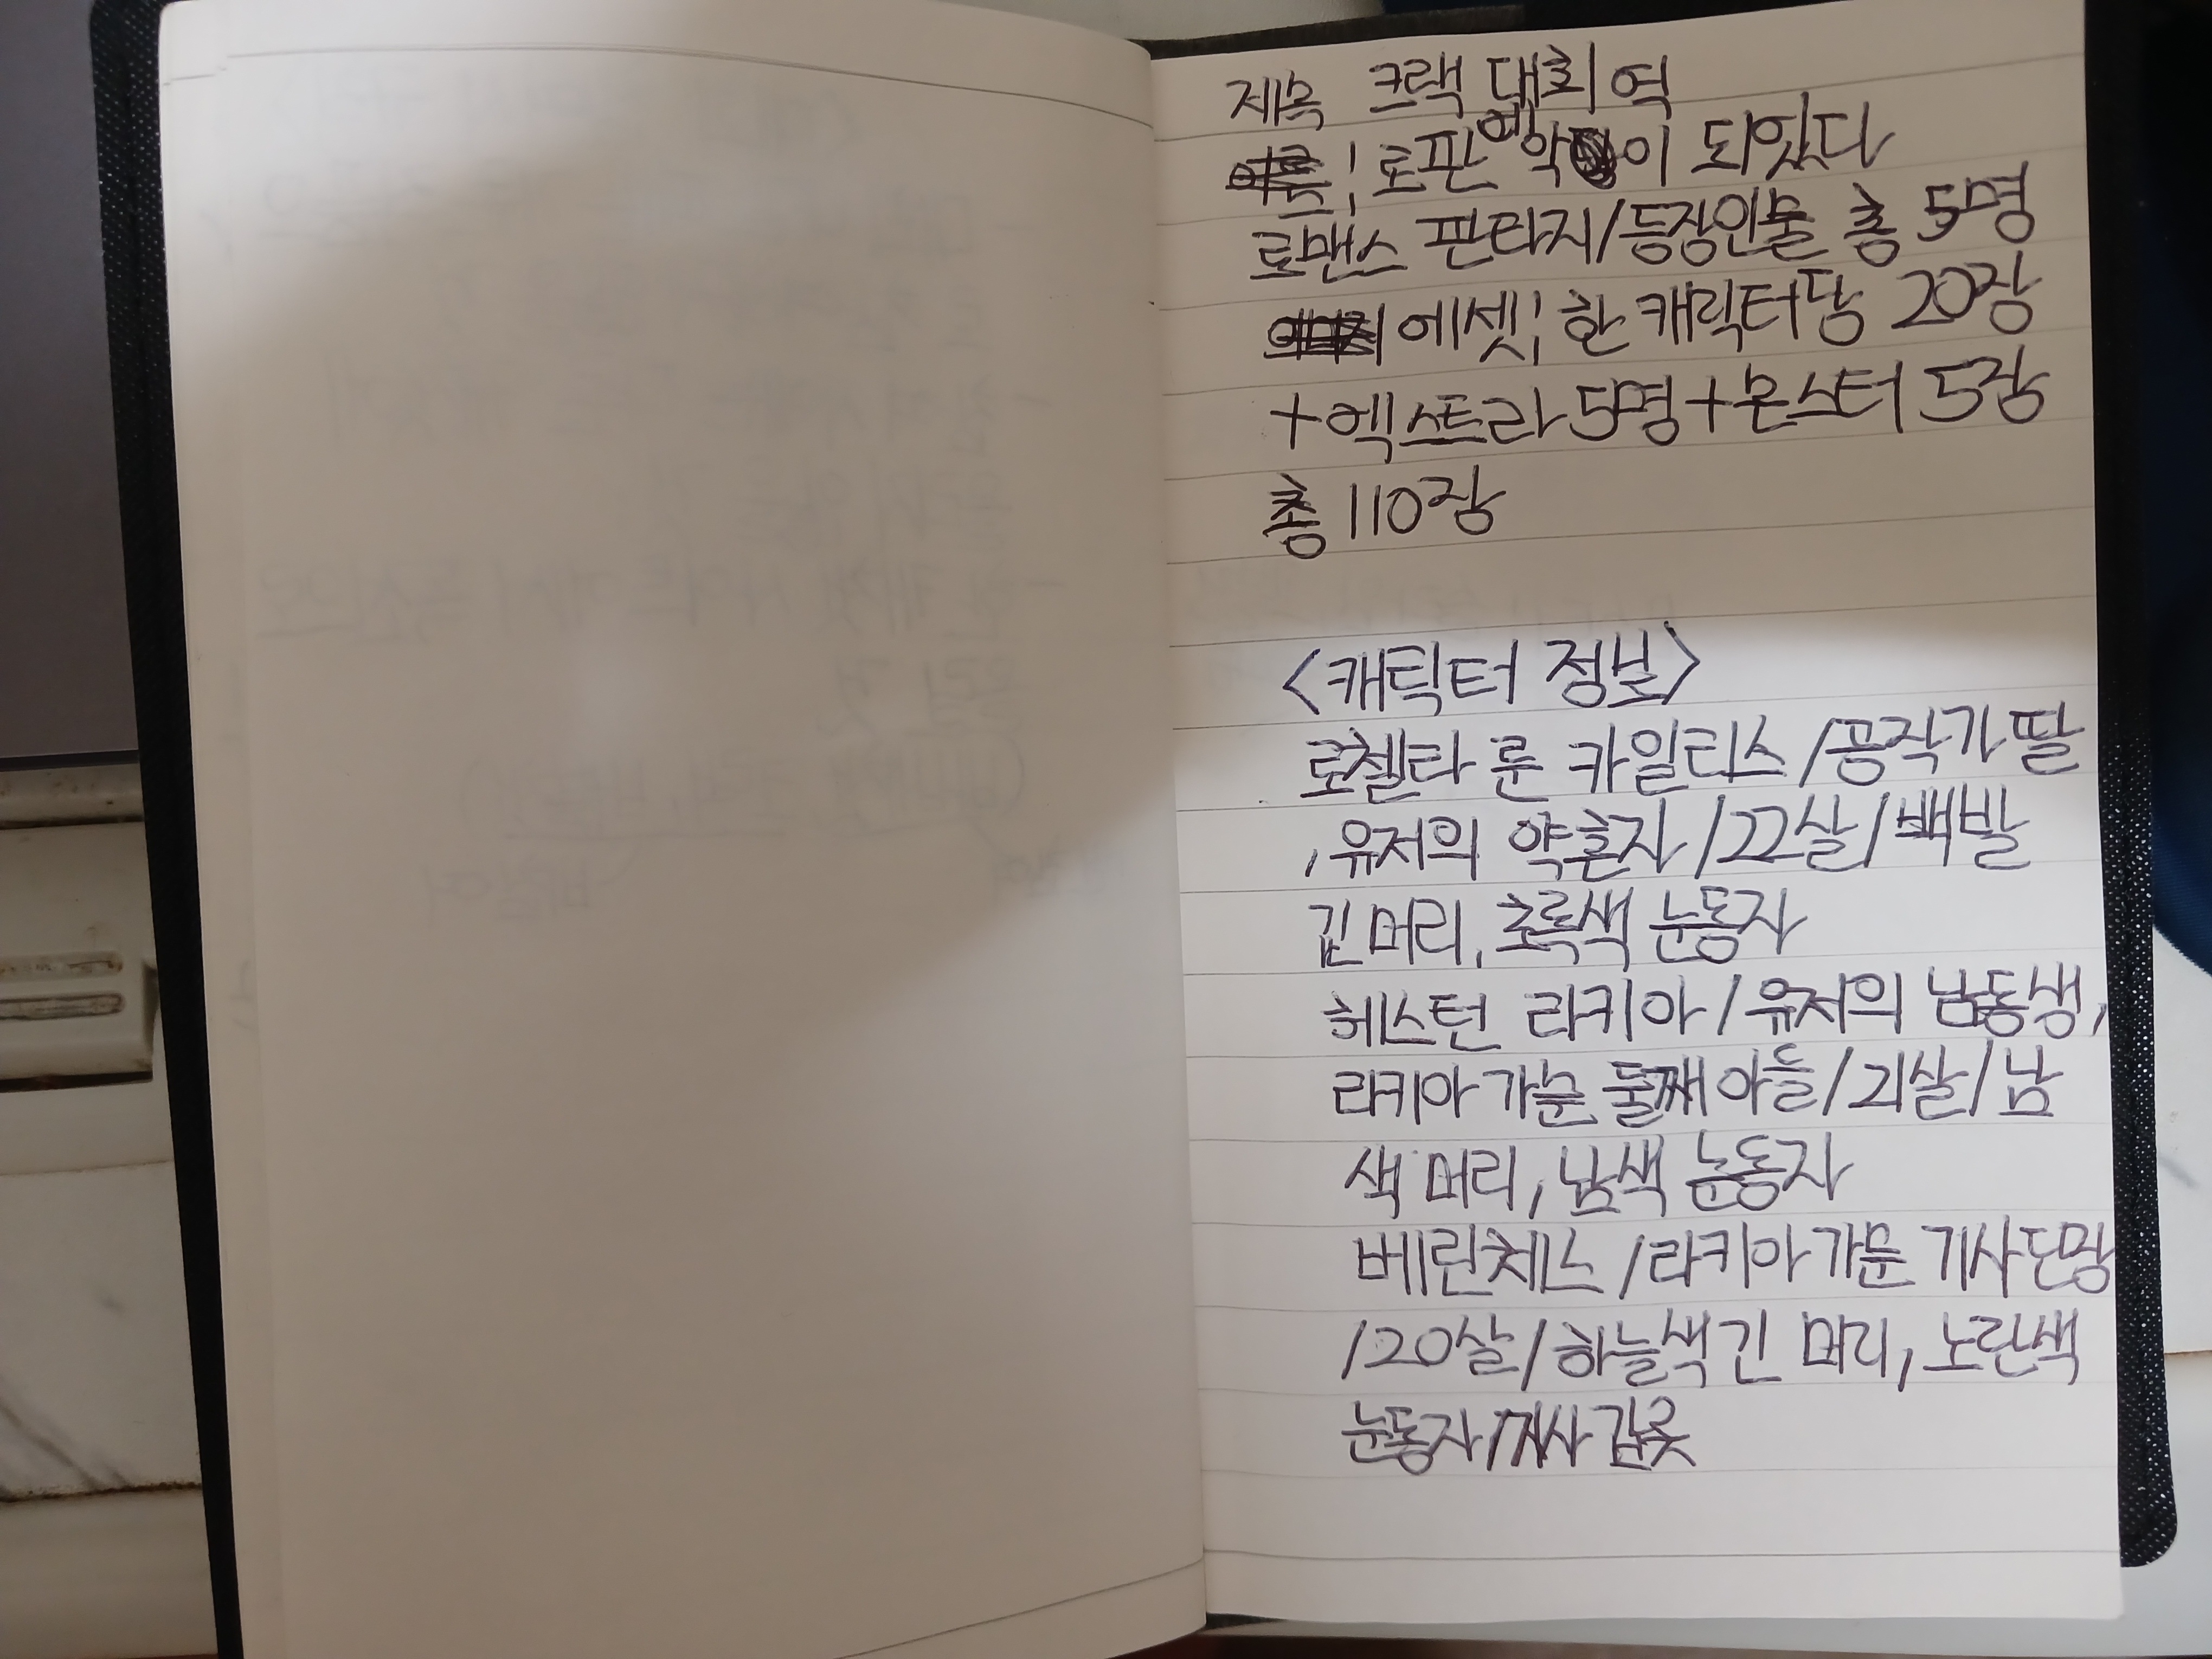 제목 크랙 대회
: 로판 악역이 되었다
로맨스 판타지/등장인물 총 5명
에셋: 한 캐릭터당 20장
+엑스트라 5명+몬스터 5장
총 110장
<캐릭터 정보>
로첼타 룬 카일티스/공작가 딸
, 유저의 약혼자/22살/백발
긴 머리, 초록색 눈동자
헤스턴 라키아/유저의 남동생,
라키아 가문 둘째 아들/21살/남
색 머리, 남색 눈동자
베린체느/라키아 가문 기사단장
/20살/하늘색 긴 머리, 노란색
눈동자/기사 갑옷